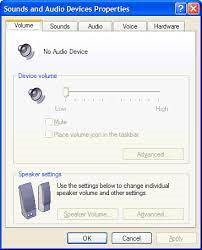 Sounds and Audio Devices Properties
Volume Sounds Audio Voice Hardware
No Audio Device
Device volume
Low High
Mute
Place volume icon in the taskbar
Advanced...
Speaker settings
Use the settings below to change individual
speaker volume and other settings.
Speaker Volume... Advanced...
OK Cancel Apply